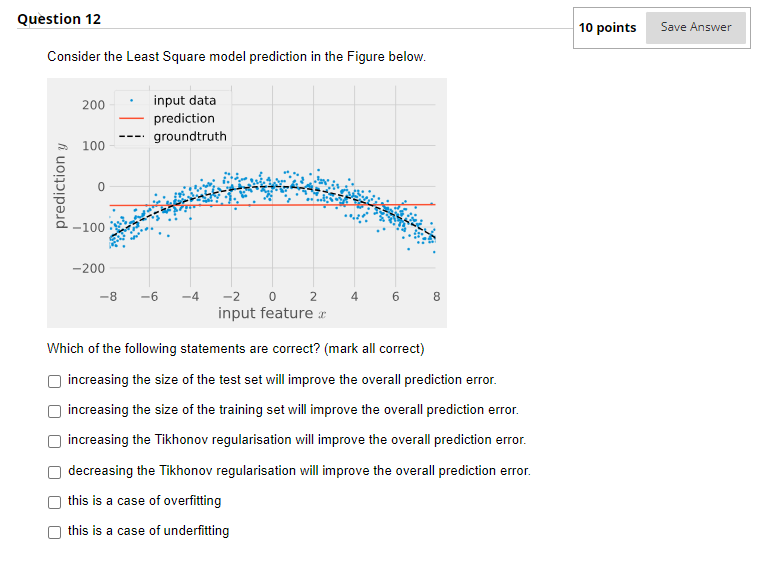 Question 12
10 points
Save Answer
Consider the Least Square model prediction in the Figure below.
input data
prediction
groundtruth
200
100
0
−100
−200
prediction y
−8 −6 −4 −2 0 2 4 6 8
input feature x
Which of the following statements are correct? (mark all correct)
increasing the size of the test set will improve the overall prediction error.
increasing the size of the training set will improve the overall prediction error.
increasing the Tikhonov regularisation will improve the overall prediction error.
decreasing the Tikhonov regularisation will improve the overall prediction error.
this is a case of overfitting
this is a case of underfitting